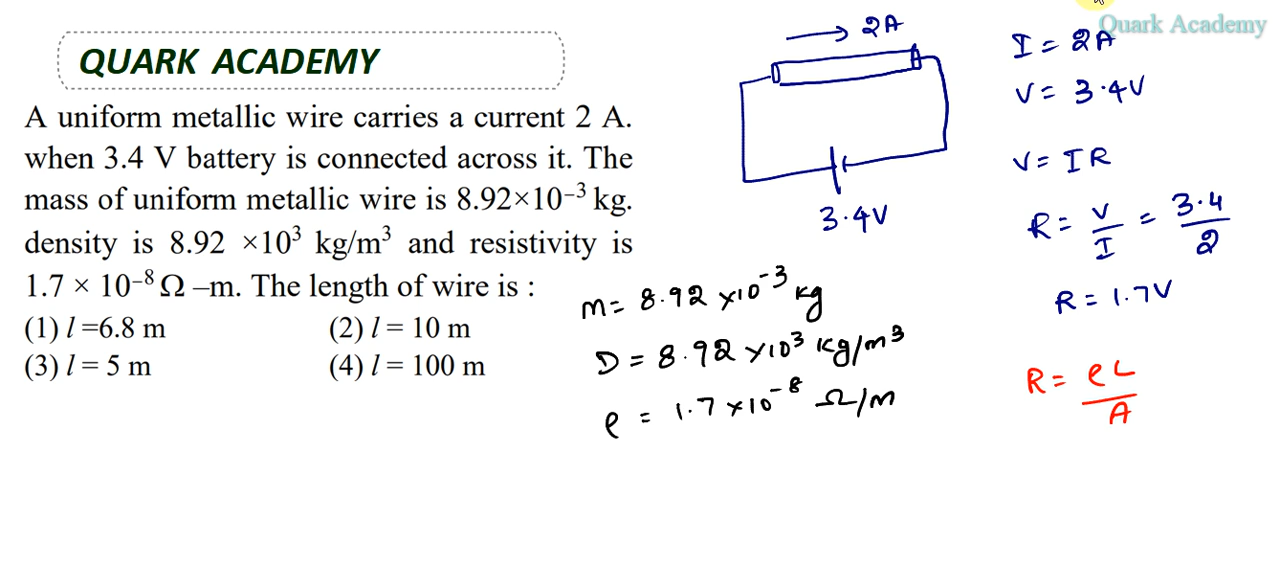 Quark Academy
QUARK ACADEMY
A uniform metallic wire carries a current 2 A.
when 3.4 V battery is connected across it. The
mass of uniform metallic wire is 8.92×10⁻³ kg.
density is 8.92 ×10³ kg/m³ and resistivity is
1.7 × 10⁻⁸ Ω –m. The length of wire is :
(1) l =6.8 m (2) l = 10 m
(3) l = 5 m (4) l = 100 m
2A
3.4V
m = 8.92 ×10⁻³ kg
D = 8.92 ×10³ kg/m³
ρ = 1.7 ×10⁻⁸ Ω/m
I = 2A
V = 3.4V
V = IR
R = V/I = 3.4/2
R = 1.7V
R = ρL/A